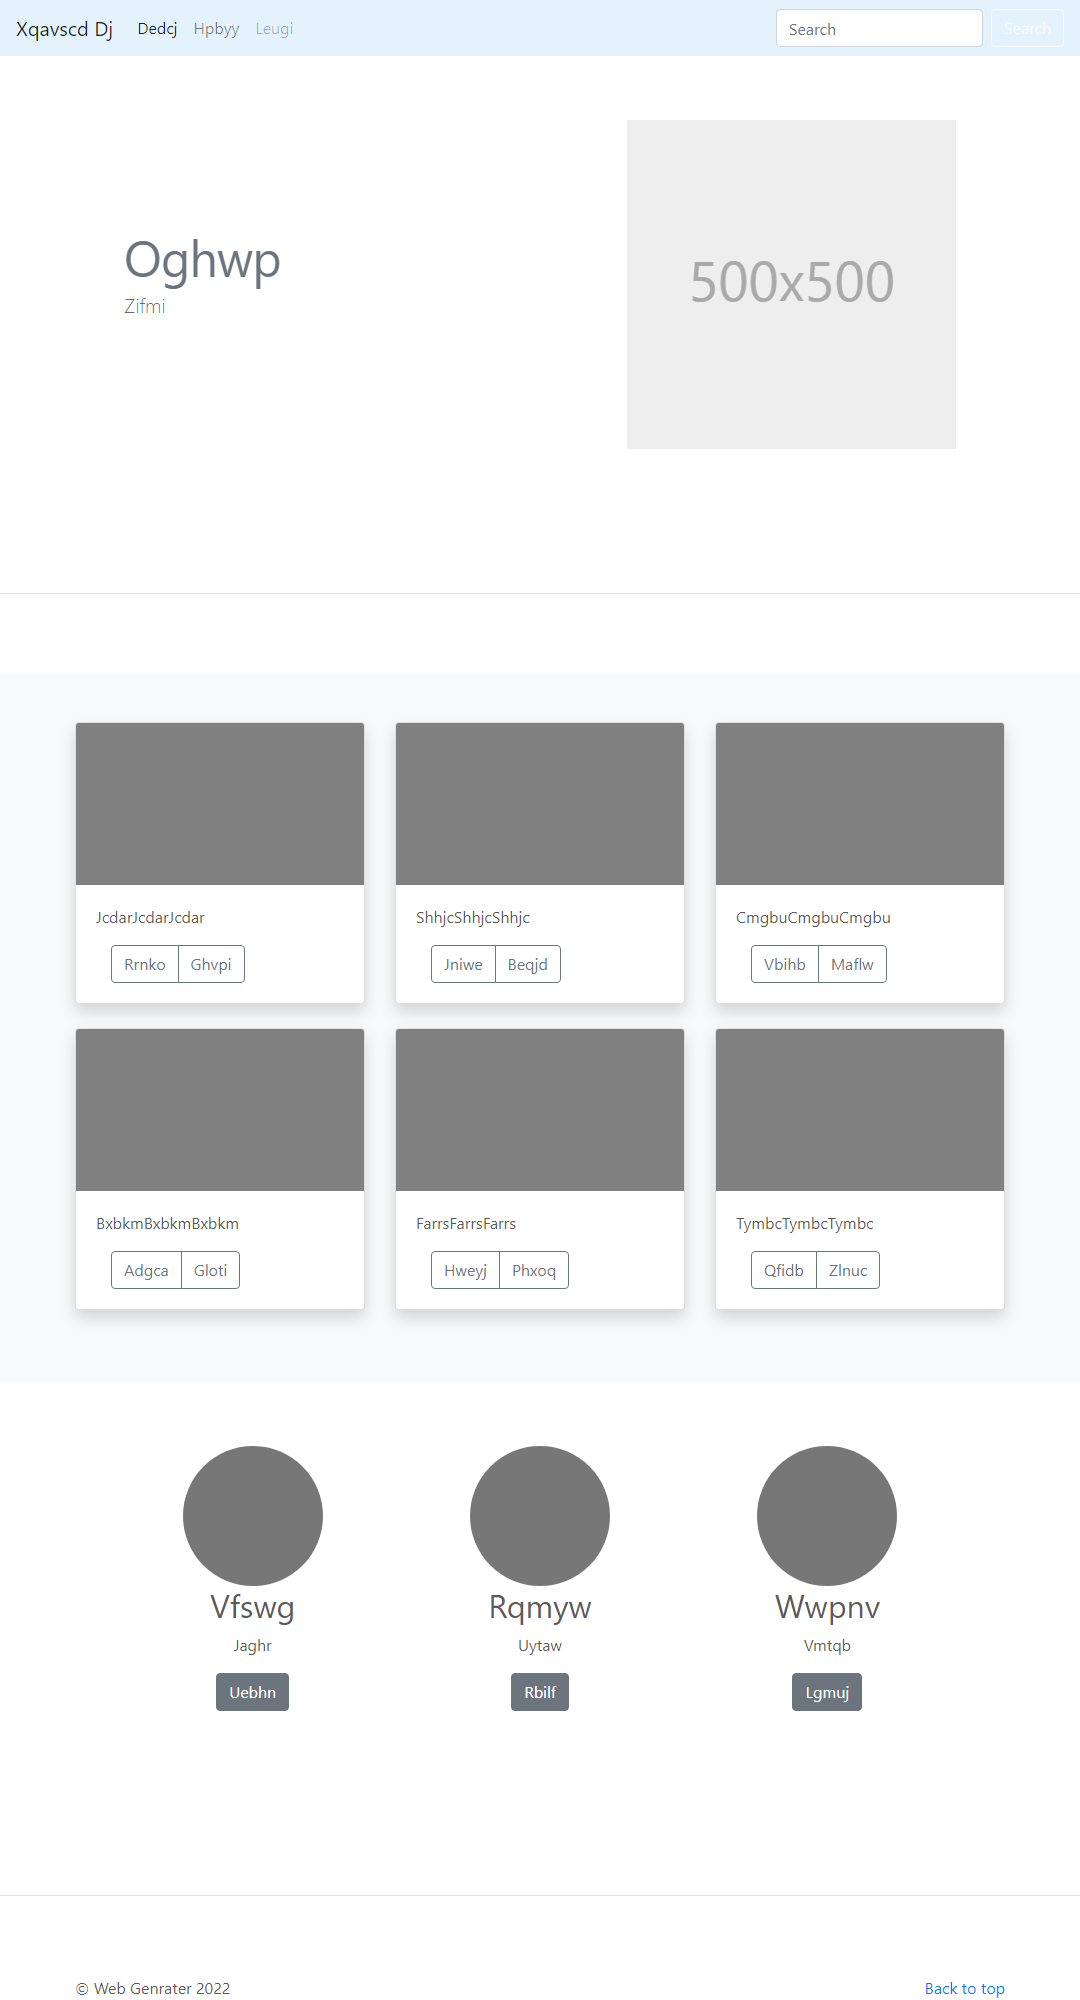 Xqavscd Dj Dedcj Hpbyy Leugi Search Search
Oghwp
Zifmi
500x500
JcdarJcdarJcdar
Rrnko Ghvpi
ShhjcShhjcShhjc
Jniwe Beqjd
CmgbuCmgbuCmgbu
Vbihb Maflw
BxbkmBxbkmBxbkm
Adgca Gloti
FarrsFarrsFarrs
Hweyj Phxoq
TymbcTymbcTymbc
Qfidb Zlnuc
Vfswg
Jaghr
Uebhn
Rqmyw
Uytaw
Rbilf
Wwpnv
Vmtqb
Lgmuj
© Web Genrater 2022
Back to top